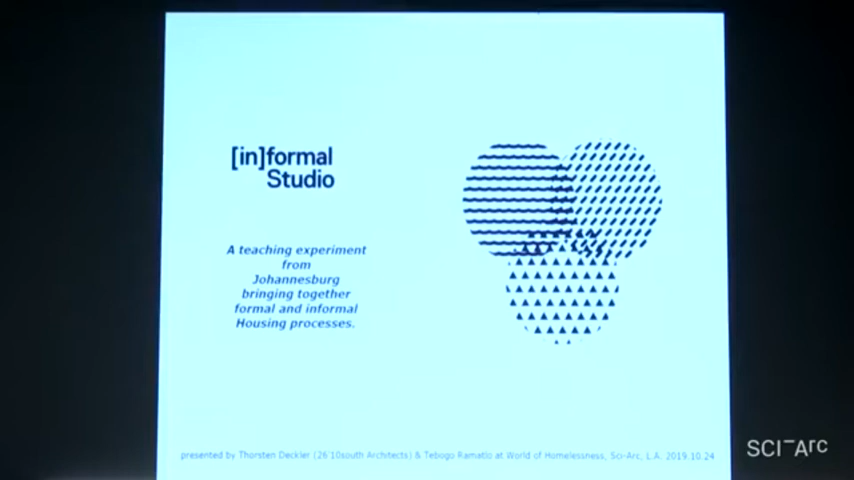 [in]formal
Studio
A teaching experiment
from
Johannesburg
bringing together
formal and informal
Housing processes.
presented by Thorsten Deckler (26'10south Architects) & Tebogo Ramatlo at World of Homelessness, Sci-Arc, L.A. 2019.10.24
SCI-Arc